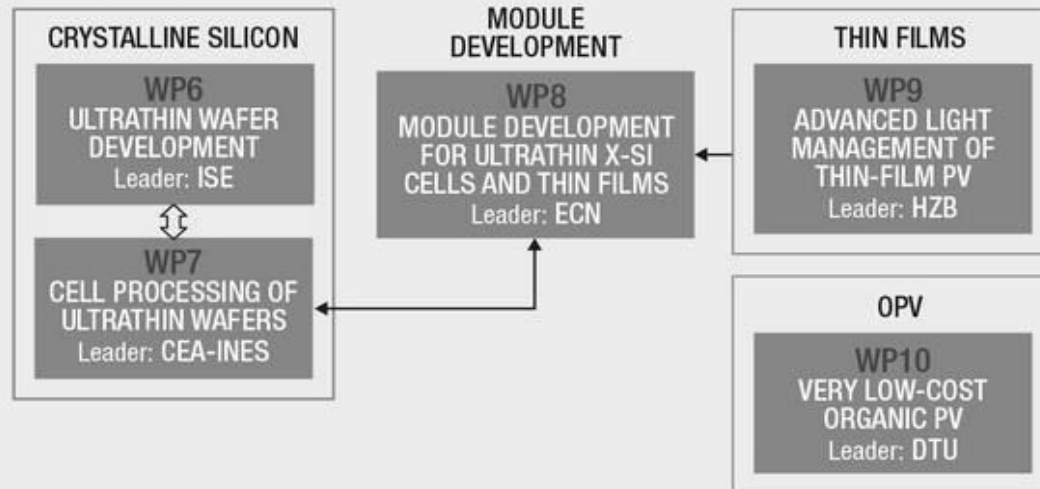 CRYSTALLINE SILICON
WP6
ULTRATHIN WAFER
DEVELOPMENT
Leader: ISE
WP7
CELL PROCESSING OF
ULTRATHIN WAFERS
Leader: CEA-INES
MODULE
DEVELOPMENT
WP8
MODULE DEVELOPMENT
FOR ULTRATHIN X-SI
CELLS AND THIN FILMS
Leader: ECN
THIN FILMS
WP9
ADVANCED LIGHT
MANAGEMENT OF
THIN-FILM PV
Leader: HZB
OPV
WP10
VERY LOW-COST
ORGANIC PV
Leader: DTU